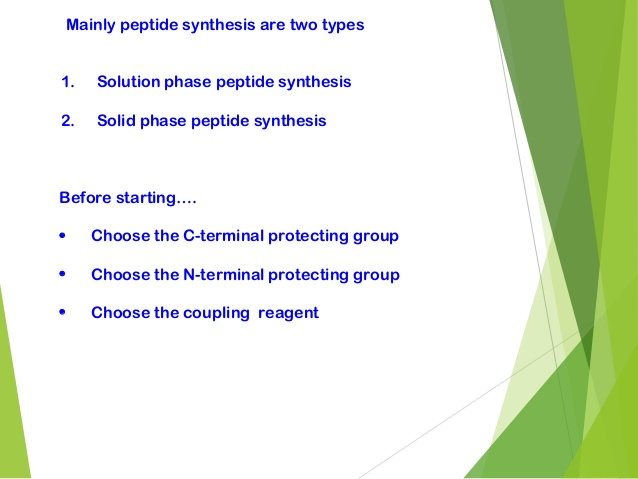 Mainly peptide synthesis are two types
1. Solution phase peptide synthesis
2. Solid phase peptide synthesis
Before starting….
• Choose the C-terminal protecting group
• Choose the N-terminal protecting group
• Choose the coupling reagent